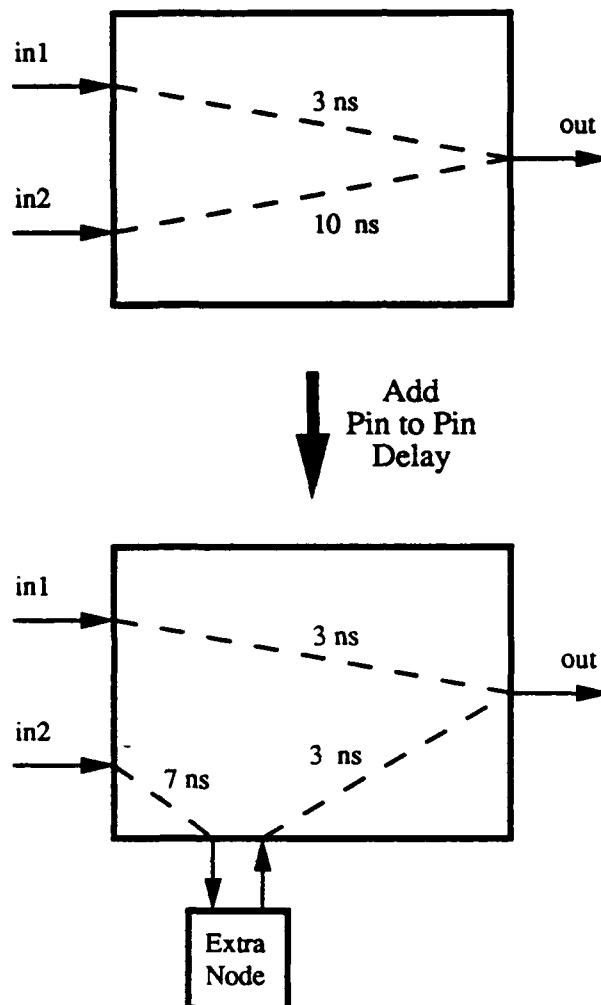 in1
3 ns
out
in2
10 ns
Add
Pin to Pin
Delay
in1
3 ns
out
in2
7 ns
3 ns
Extra
Node